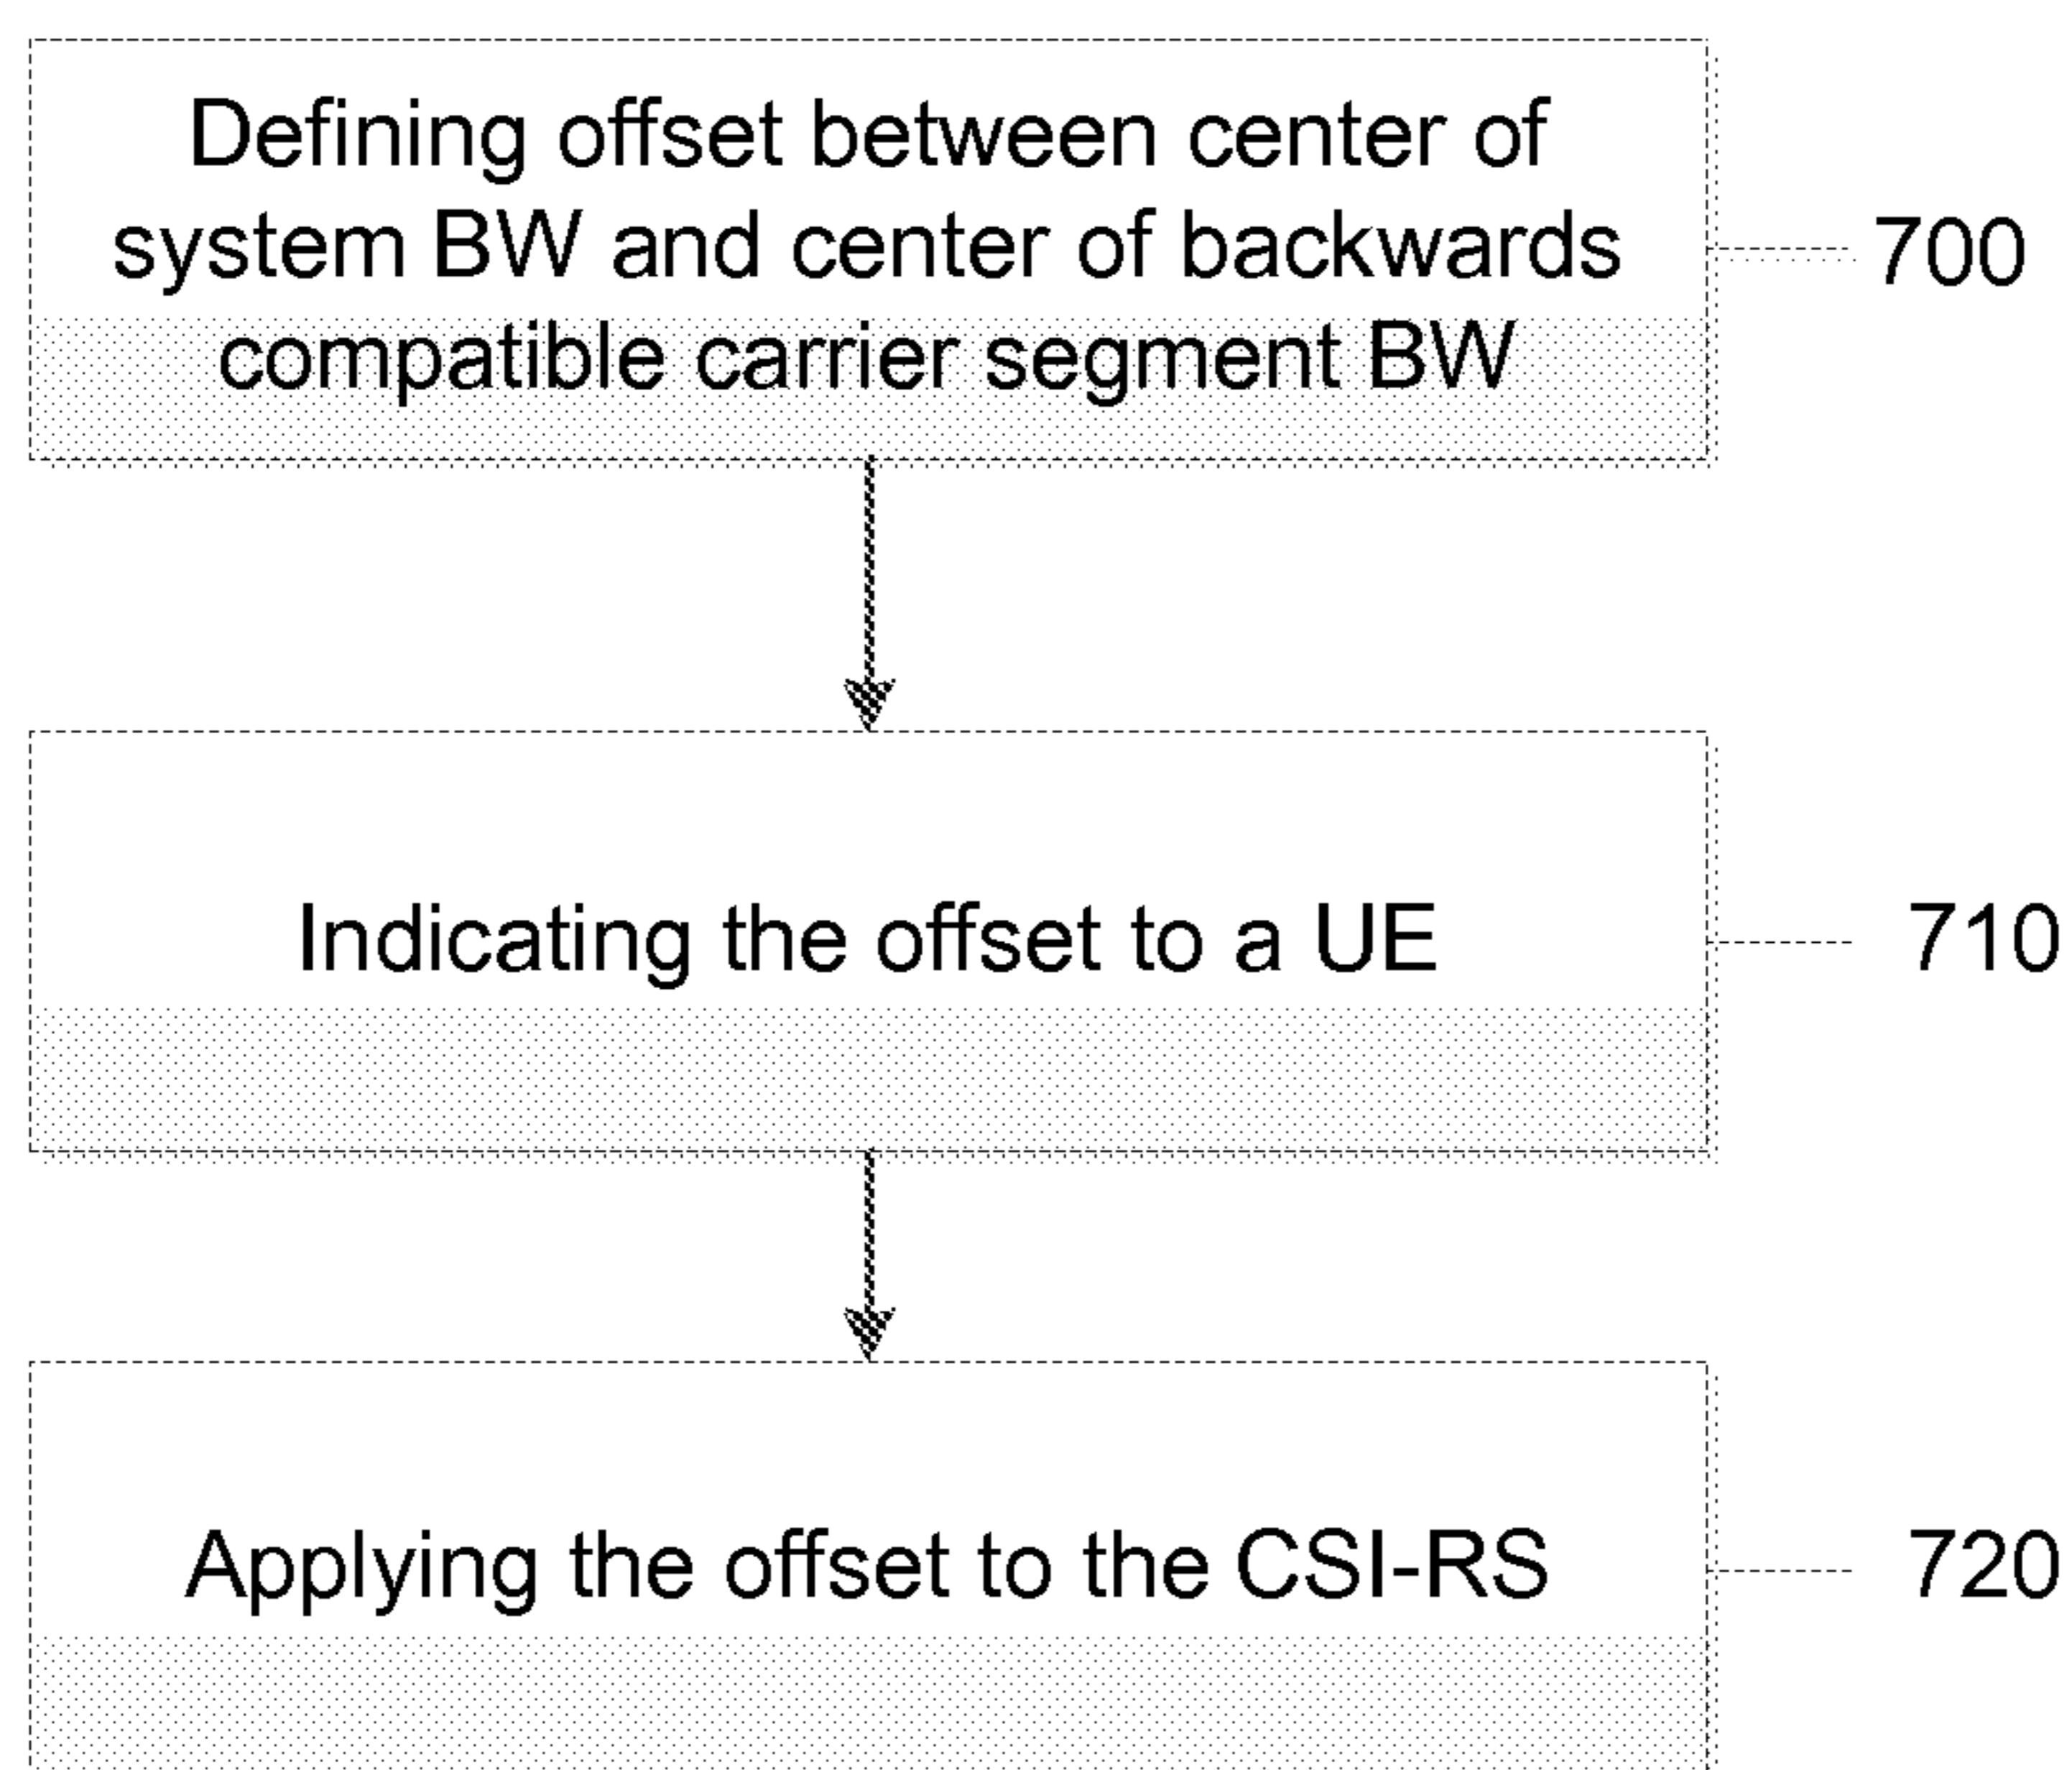 Defining offset between center of
system BW and center of backwards
compatible carrier segment BW
700
Indicating the offset to a UE
710
Applying the offset to the CSI-RS
720